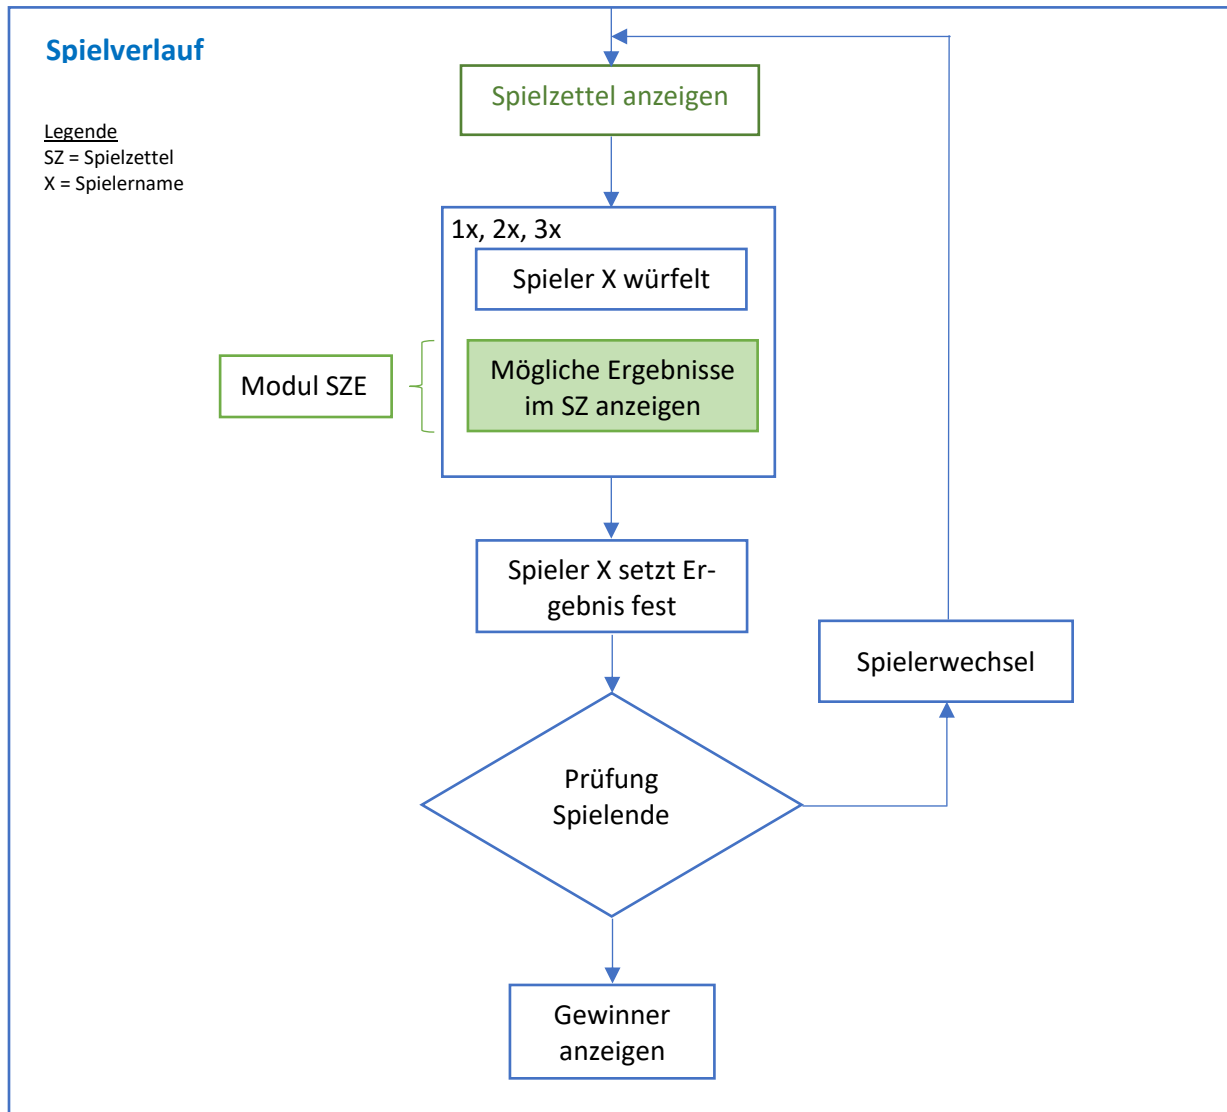 Spielverlauf
Legende
SZ = Spielzettel
X = Spielername
Spielzettel anzeigen
1x, 2x, 3x
Spieler X würfelt
Modul SZE
Mögliche Ergebnisse
im SZ anzeigen
Spieler X setzt Er-
gebnis fest
Spielerwechsel
Prüfung
Spielende
Gewinner
anzeigen